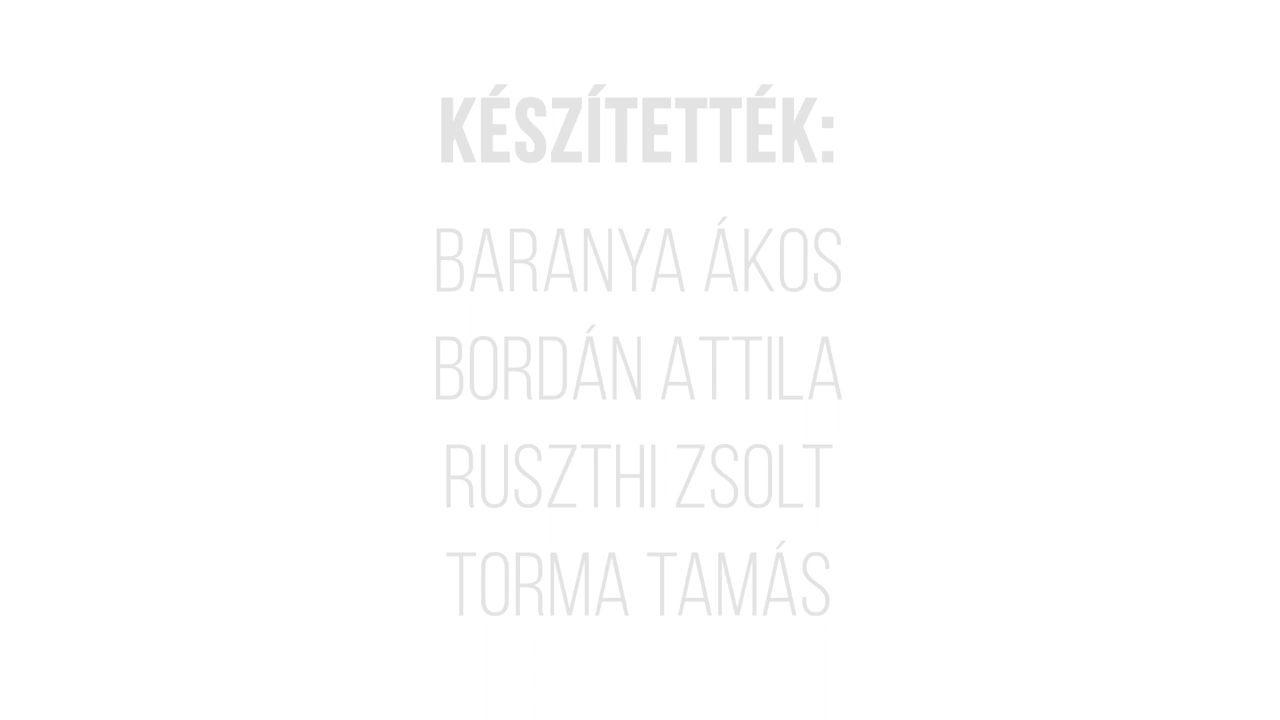 KÉSZÍTETTÉK:
BARANYA ÁKOS
BORDÁN ATTILA
RUSZTHI ZSOLT
TORMA TAMÁS